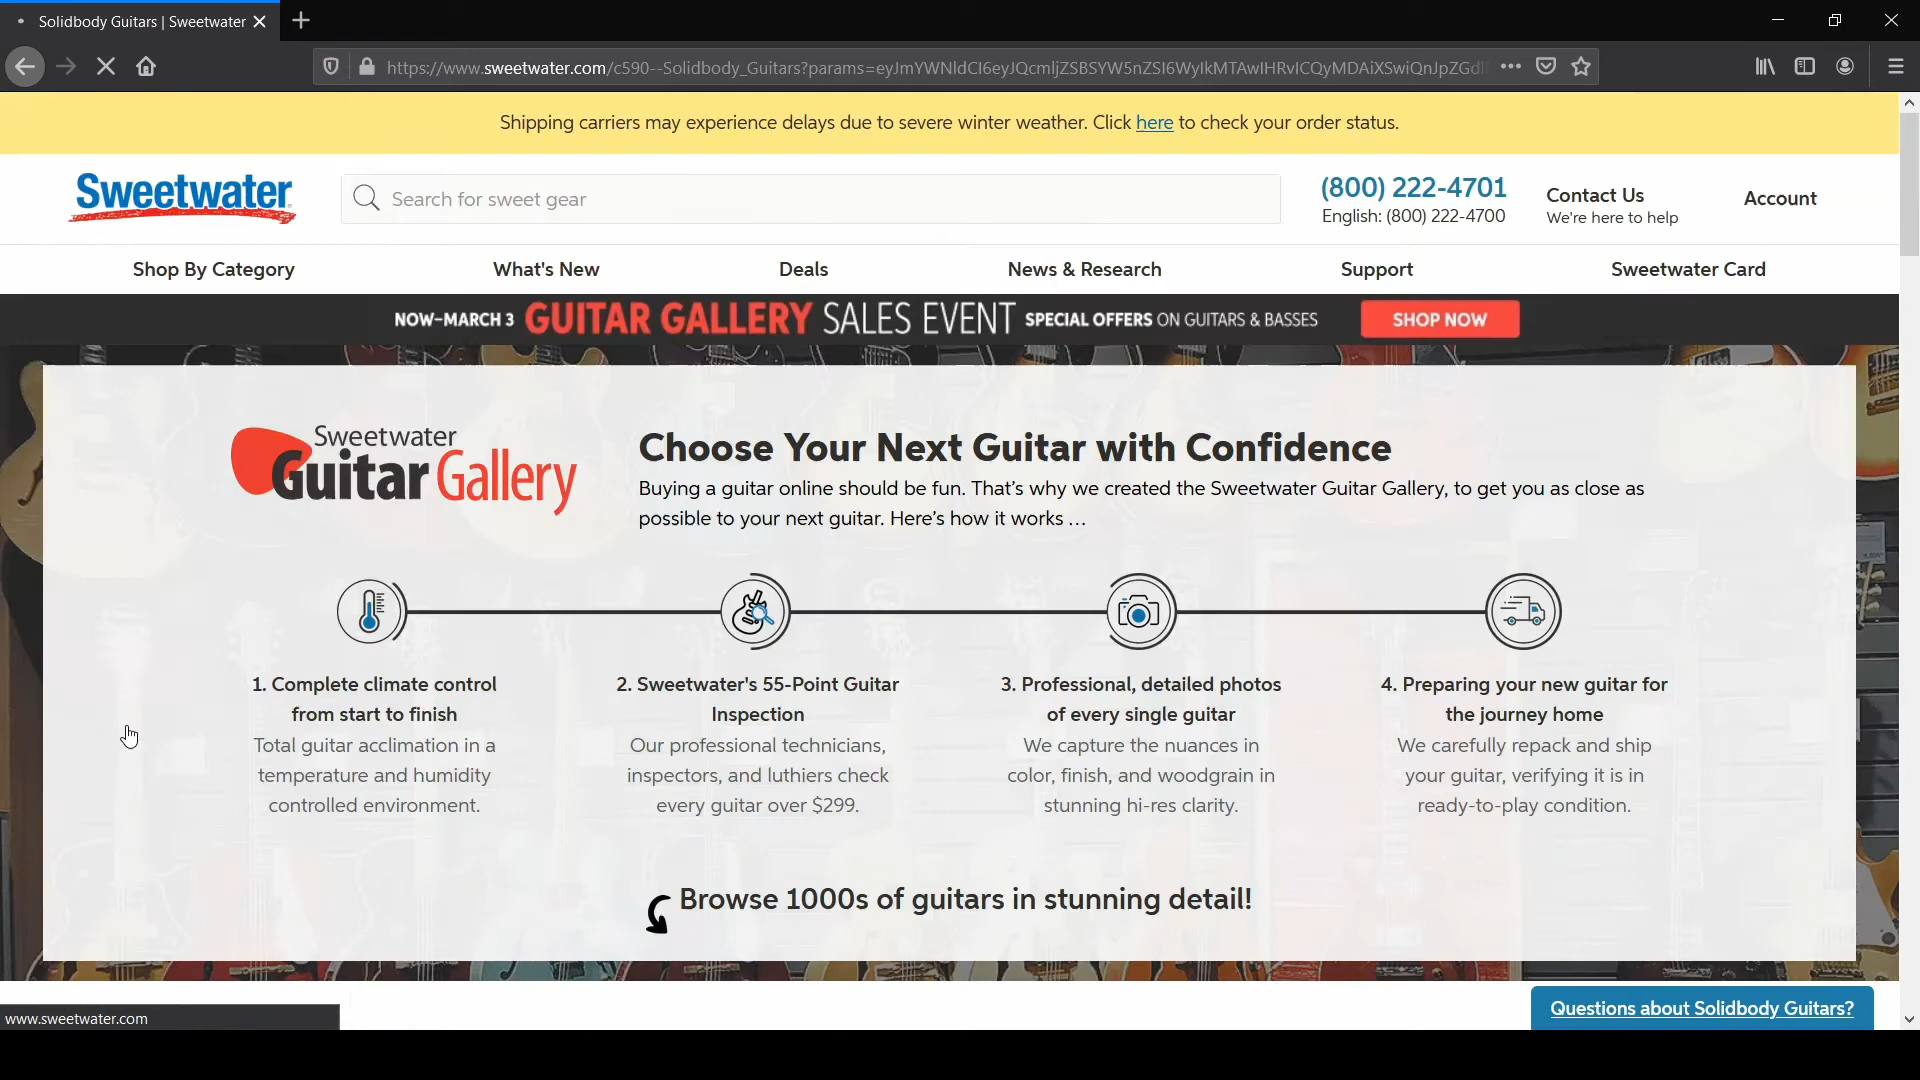 Solidbody Guitars | Sweetwater
https://www.sweetwater.com/c590--Solidbody_Guitars?params=
Shipping carriers may experience delays due to severe winter weather. Click here to check your order status.
Sweetwater
Search for sweet gear
(800) 222-4701
English: (800) 222-4700
Contact Us
We're here to help
Account
Shop By Category What's New Deals News & Research Support Sweetwater Card
NOW–MARCH 3 GUITAR GALLERY SALES EVENT SPECIAL OFFERS ON GUITARS & BASSES SHOP NOW
Sweetwater
Guitar Gallery
Choose Your Next Guitar with Confidence
Buying a guitar online should be fun. That's why we created the Sweetwater Guitar Gallery, to get you as close as
possible to your next guitar. Here's how it works …
1. Complete climate control
from start to finish
Total guitar acclimation in a
temperature and humidity
controlled environment.
2. Sweetwater's 55-Point Guitar
Inspection
Our professional technicians,
inspectors, and luthiers check
every guitar over $299.
3. Professional, detailed photos
of every single guitar
We capture the nuances in
color, finish, and woodgrain in
stunning hi-res clarity.
4. Preparing your new guitar for
the journey home
We carefully repack and ship
your guitar, verifying it is in
ready-to-play condition.
Browse 1000s of guitars in stunning detail!
Questions about Solidbody Guitars?
www.sweetwater.com